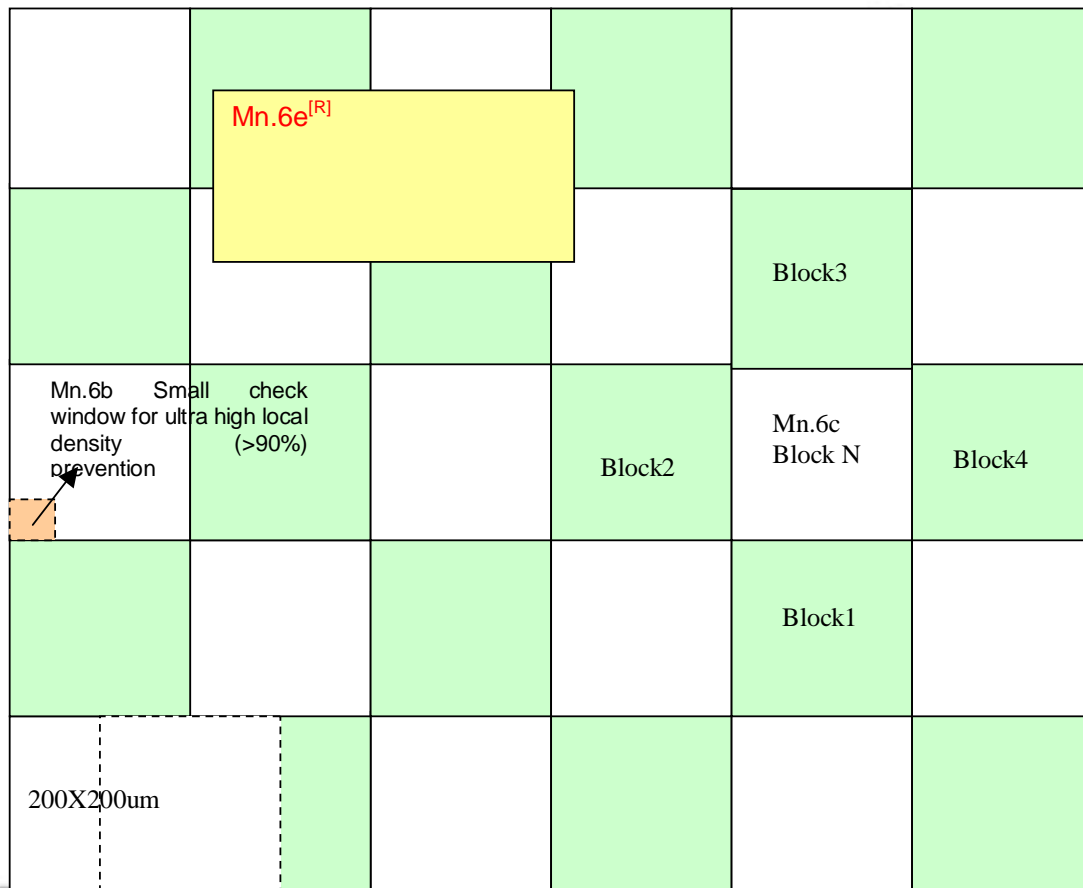 Mn.6e[R]
Block3
Mn.6b Small check
window for ultra high local
density (>90%)
prevention
Mn.6c
Block N
Block2
Block4
Block1
200X200um